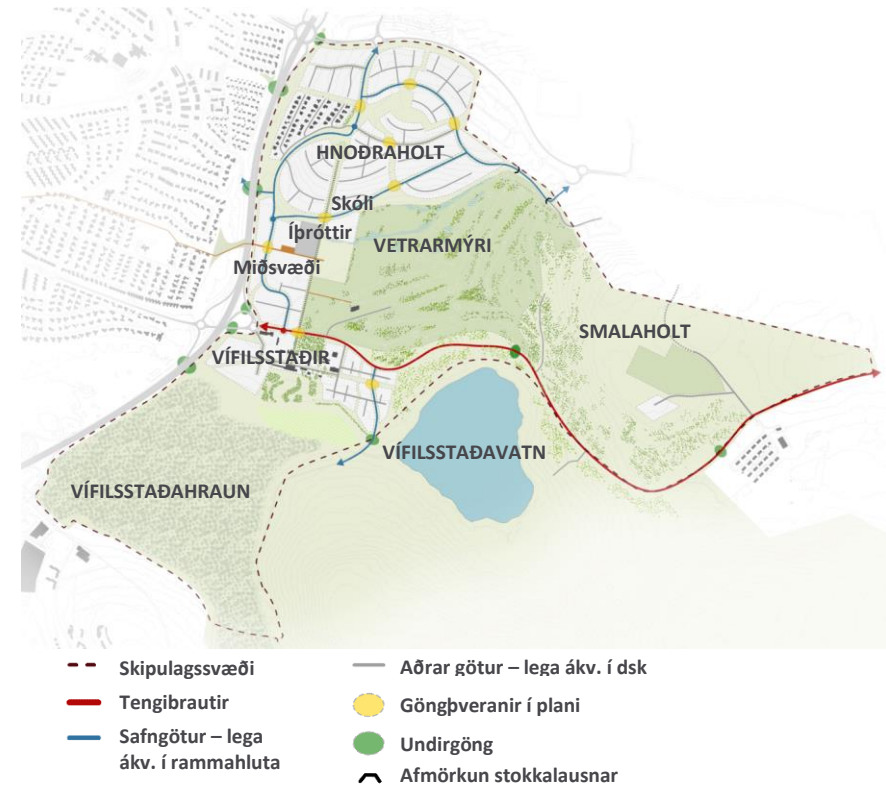 HNOÐRAHOLT
Skóli
Íþróttir
VETRARMÝRI
Miðsvæði
SMALAHOLT
VÍFILSSTAÐIR
VÍFILSSTAÐAVATN
VÍFILSSTAÐAHRAUN
Skipulagssvæði
Tengibrautir
Safngötur – lega
ákv. í rammahluta
Aðrar götur – lega ákv. í dsk
Göngþveranir í plani
Undirgöng
Afmörkun stokkalausnar